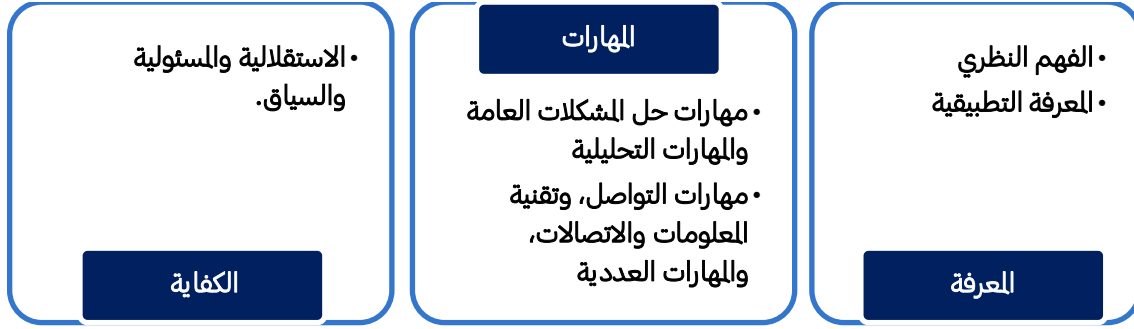 • الفهم النظري
• المعرفة التطبيقية
المعرفة
المهارات
• مهارات حل المشكلات العامة
والمهارات التحليلية
• مهارات التواصل، وتقنية
المعلومات والاتصالات،
والمهارات العددية
• الاستقلالية والمسئولية
والسياق.
الكفاية